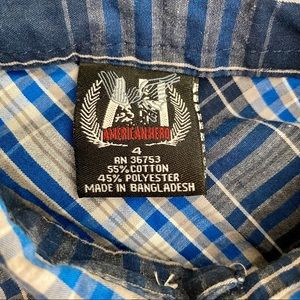 AH
AMERICAN HERO
4
RN 36753
55% COTTON
45% POLYESTER
MADE IN BANGLADESH